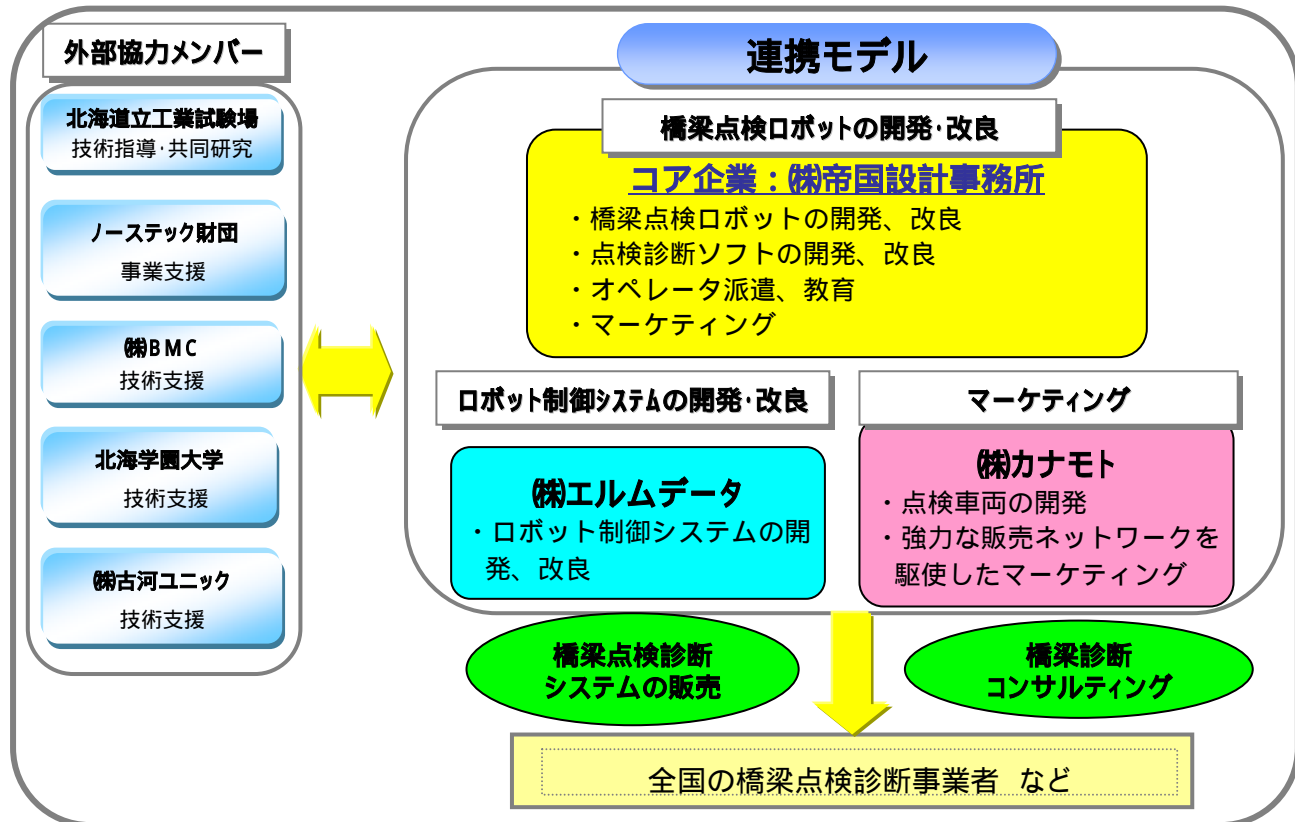 外部協力メンバー
北海道立工業試験場
技術指導･共同研究
ノーステック財団
事業支援
㈱BMC
技術支援
北海学園大学
技術支援
㈱古河ユニック
技術支援
連携モデル
橋梁点検ロボットの開発･改良
コア企業：㈱帝国設計事務所
・橋梁点検ロボットの開発、改良
・点検診断ソフトの開発、改良
・オペレータ派遣、教育
・マーケティング
ロボット制御ｼｽﾃﾑの開発･改良
㈱エルムデータ
・ロボット制御システムの開
発、改良
マーケティング
㈱カナモト
・点検車両の開発
・強力な販売ネットワークを
駆使したマーケティング
橋梁点検診断
システムの販売
橋梁診断
コンサルティング
全国の橋梁点検診断事業者 など